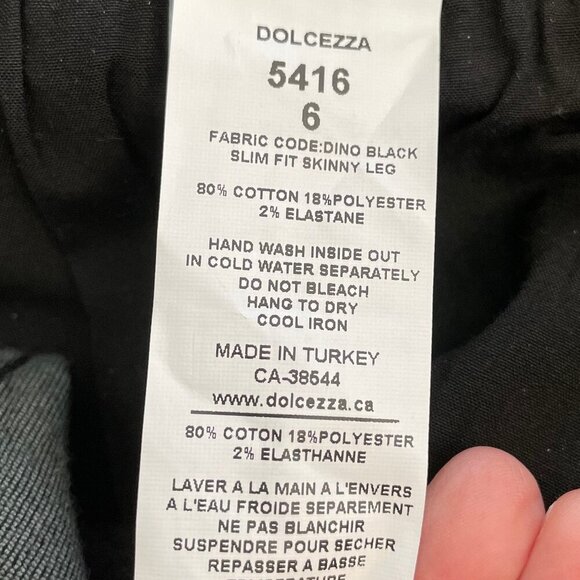 DOLCEZZA
5416
6
FABRIC CODE:DINO BLACK
SLIM FIT SKINNY LEG
80% COTTON 18%POLYESTER
2% ELASTANE
HAND WASH INSIDE OUT
IN COLD WATER SEPARATELY
DO NOT BLEACH
HANG TO DRY
COOL IRON
MADE IN TURKEY
CA-38544
www.dolcezza.ca
80% COTON 18%POLYESTER
2% ELASTHANNE
LAVER A LA MAIN A L'ENVERS
A L'EAU FROIDE SEPAREMENT
NE PAS BLANCHIR
SUSPENDRE POUR SECHER
REPASSER A BASSE